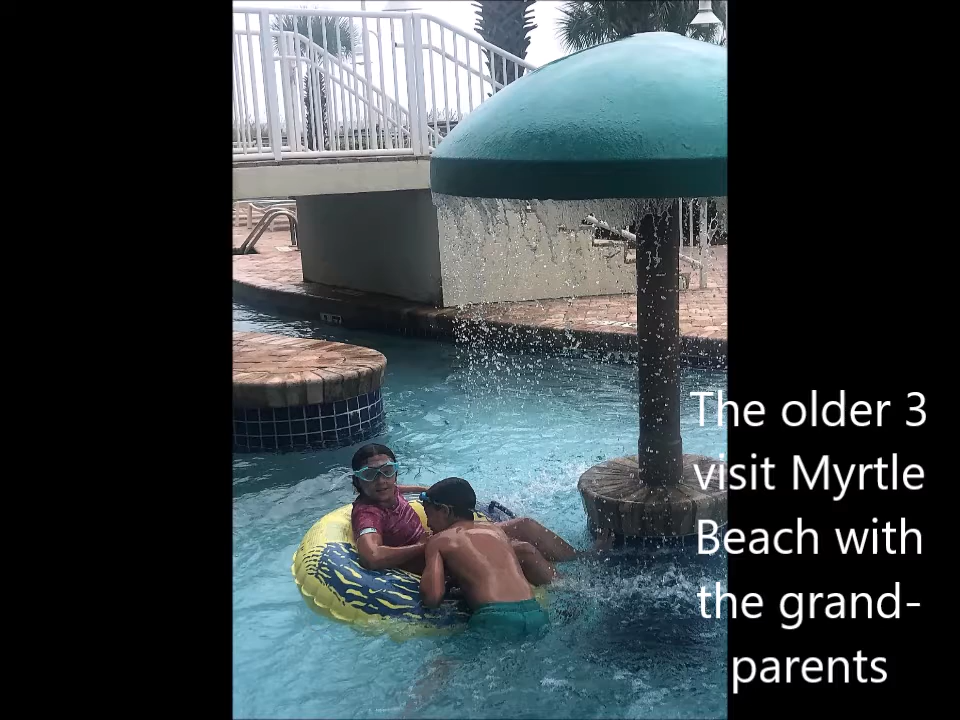 The older 3
visit Myrtle
Beach with
the grand-
parents